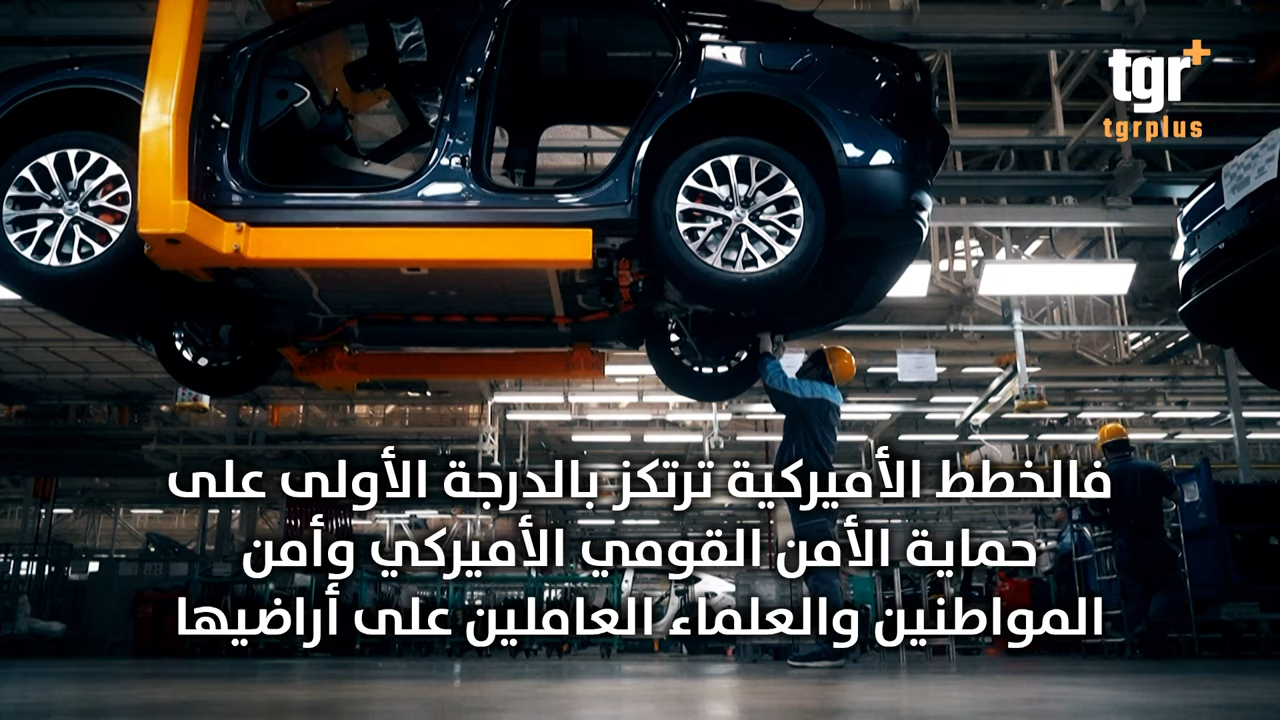 tgr+
tgrplus
فالخطط الأميركية ترتكز بالدرجة الأولى على
حماية الأمن القومي الأميركي وأمن
المواطنين والعلماء العاملين على أراضيها